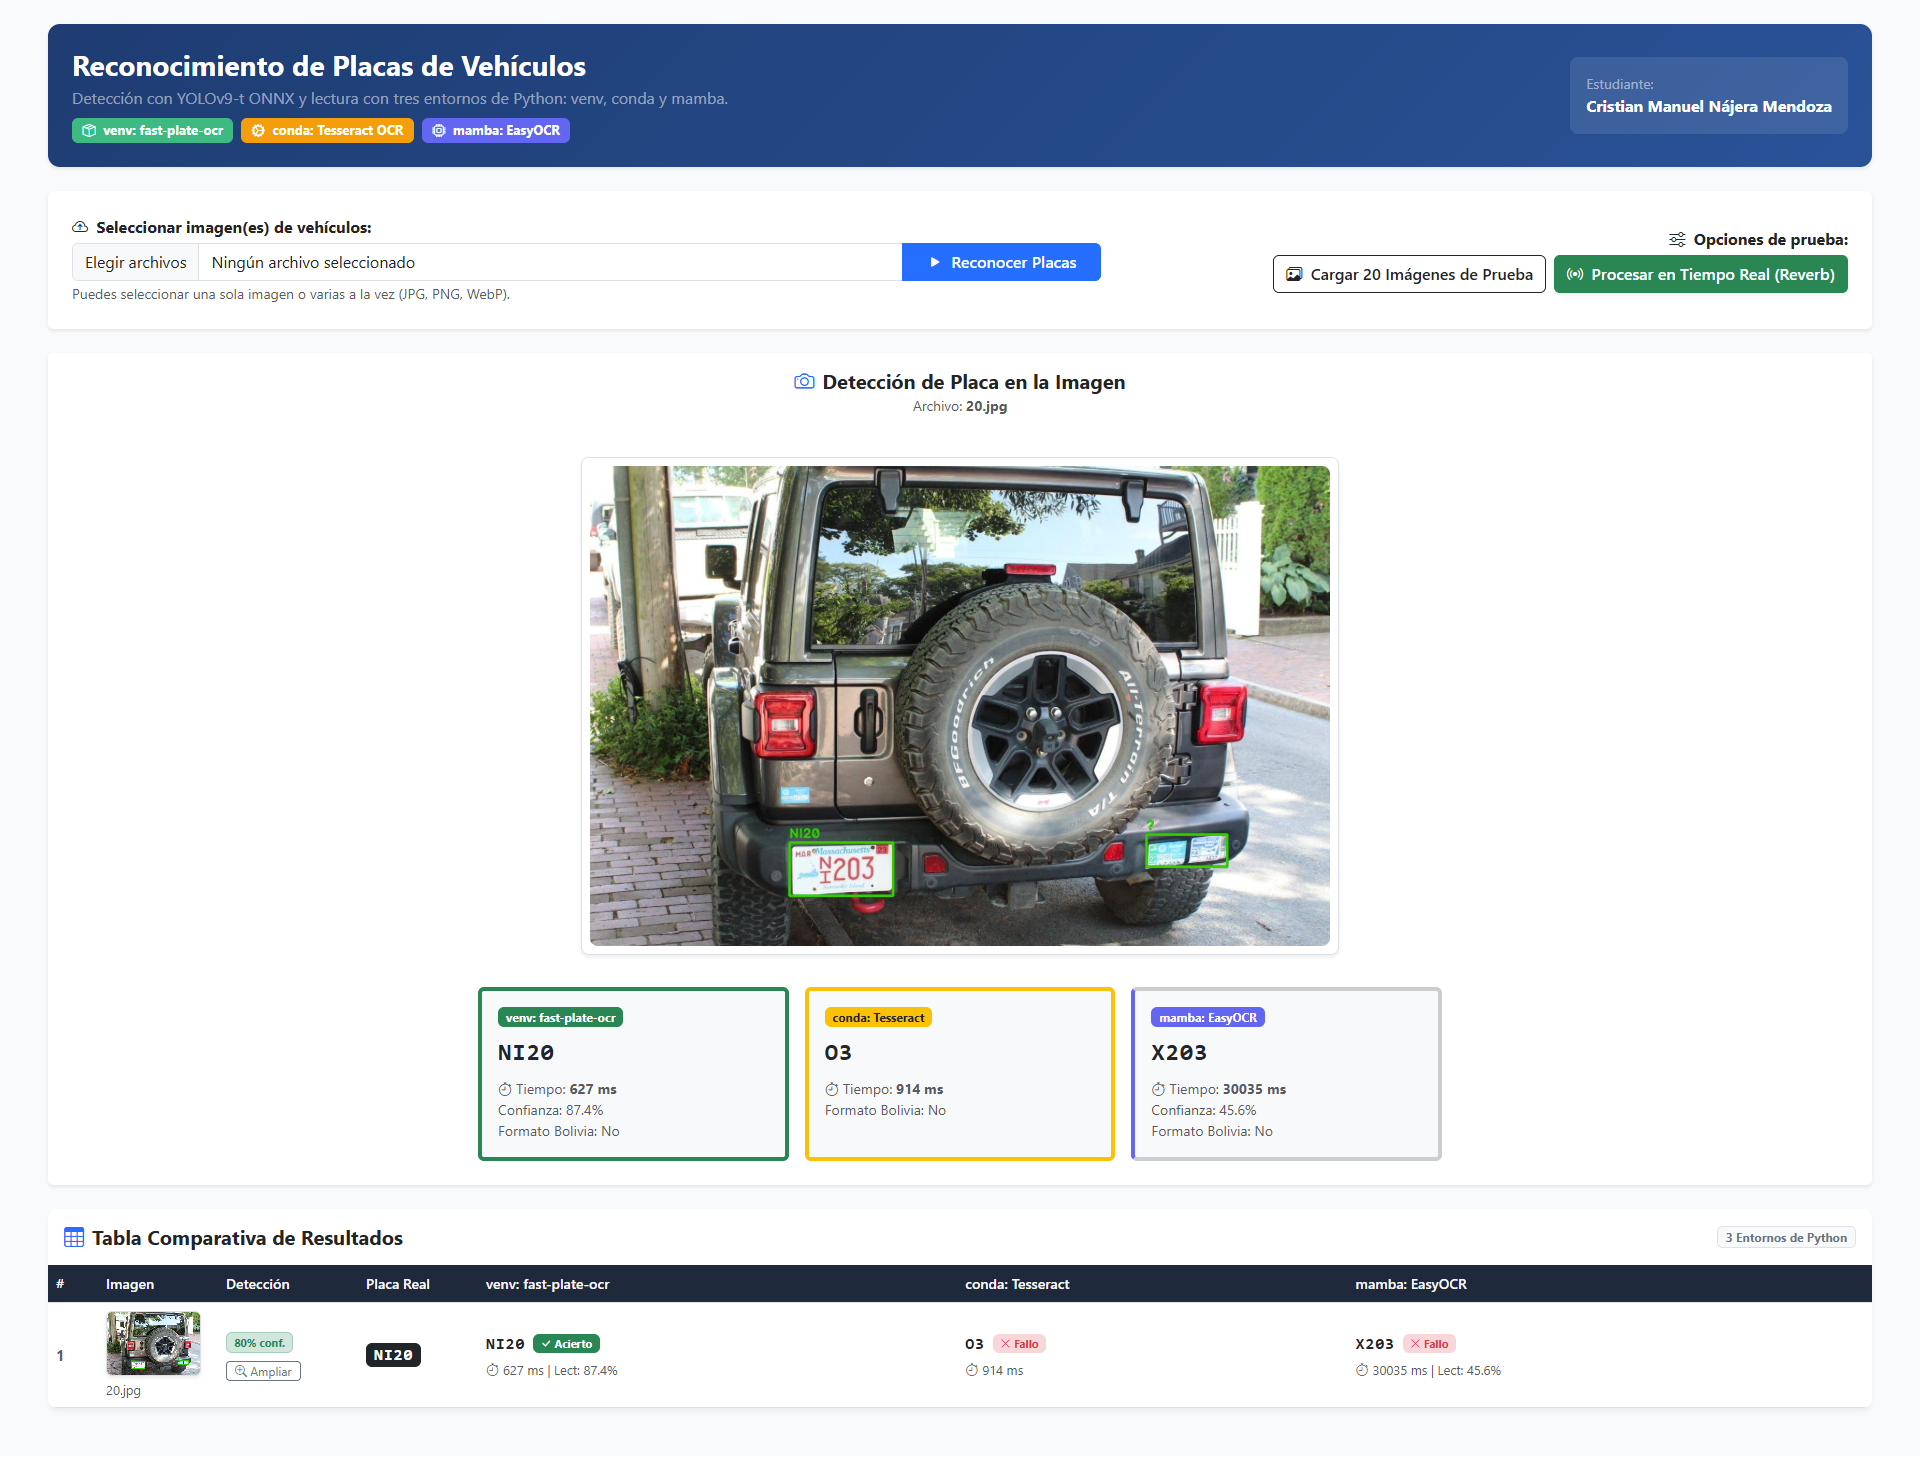 Reconocimiento de Placas de Vehículos
Detección con YOLOv9-t ONNX y lectura con tres entornos de Python: venv, conda y mamba.
venv: fast-plate-ocr
conda: Tesseract OCR
mamba: EasyOCR
Estudiante:
Cristian Manuel Nájera Mendoza
Seleccionar imagen(es) de vehículos:
Elegir archivos
Ningún archivo seleccionado
Reconocer Placas
Puedes seleccionar una sola imagen o varias a la vez (JPG, PNG, WebP).
Opciones de prueba:
Cargar 20 Imágenes de Prueba
Procesar en Tiempo Real (Reverb)
Detección de Placa en la Imagen
Archivo: 20.jpg
BFGoodrich
All-Terrain T/A
NI20
?
MAR Massachusetts
NI203
venv: fast-plate-ocr
NI20
Tiempo: 627 ms
Confianza: 87.4%
Formato Bolivia: No
conda: Tesseract
O3
Tiempo: 914 ms
Formato Bolivia: No
mamba: EasyOCR
X203
Tiempo: 30035 ms
Confianza: 45.6%
Formato Bolivia: No
Tabla Comparativa de Resultados
3 Entornos de Python
# Imagen Detección Placa Real venv: fast-plate-ocr conda: Tesseract mamba: EasyOCR
1
20.jpg
80% conf.
Ampliar
NI20
NI20 Acierto
627 ms | Lect: 87.4%
O3 Fallo
914 ms
X203 Fallo
30035 ms | Lect: 45.6%